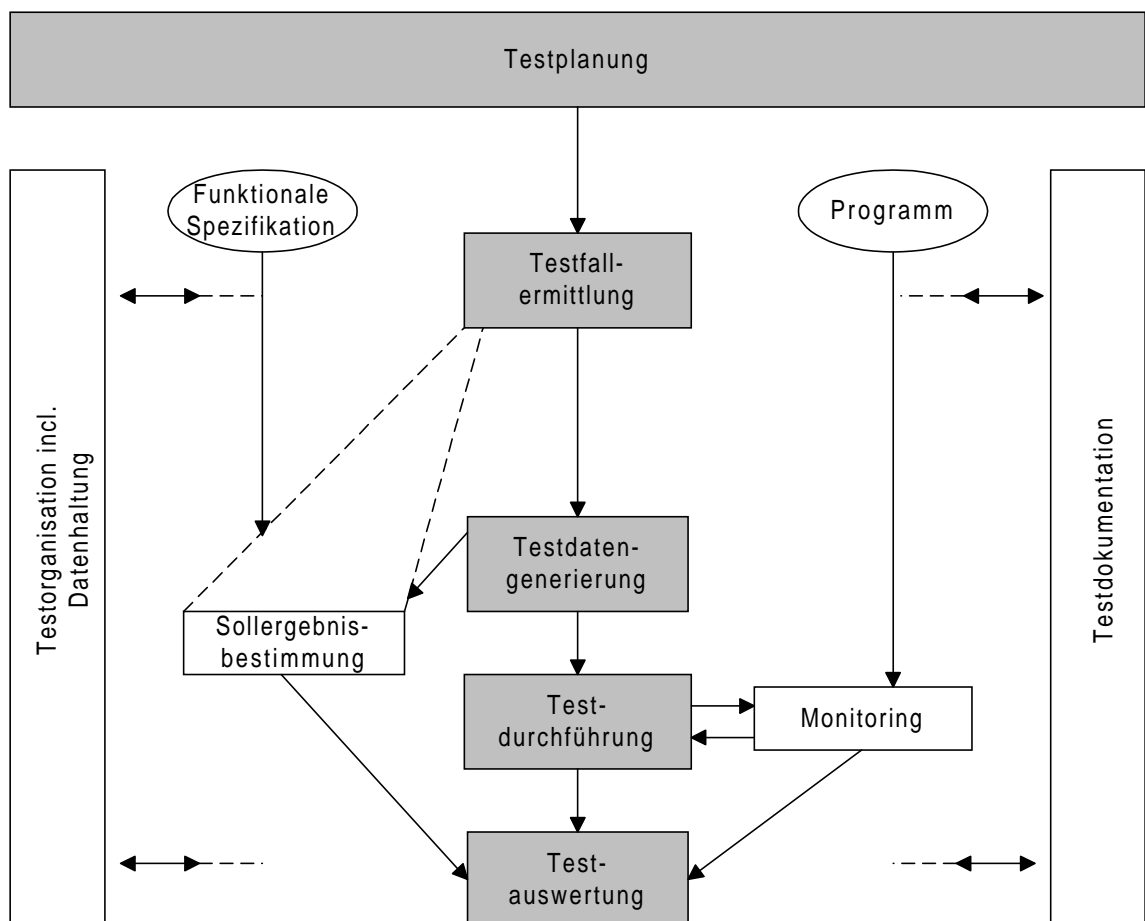 Testplanung
Funktionale
Spezifikation
Programm
Testfall-
ermittlung
Testorganisation incl.
Datenhaltung
Testdokumentation
Testdaten-
generierung
Sollergebnis-
bestimmung
Test-
durchführung
Monitoring
Test-
auswertung